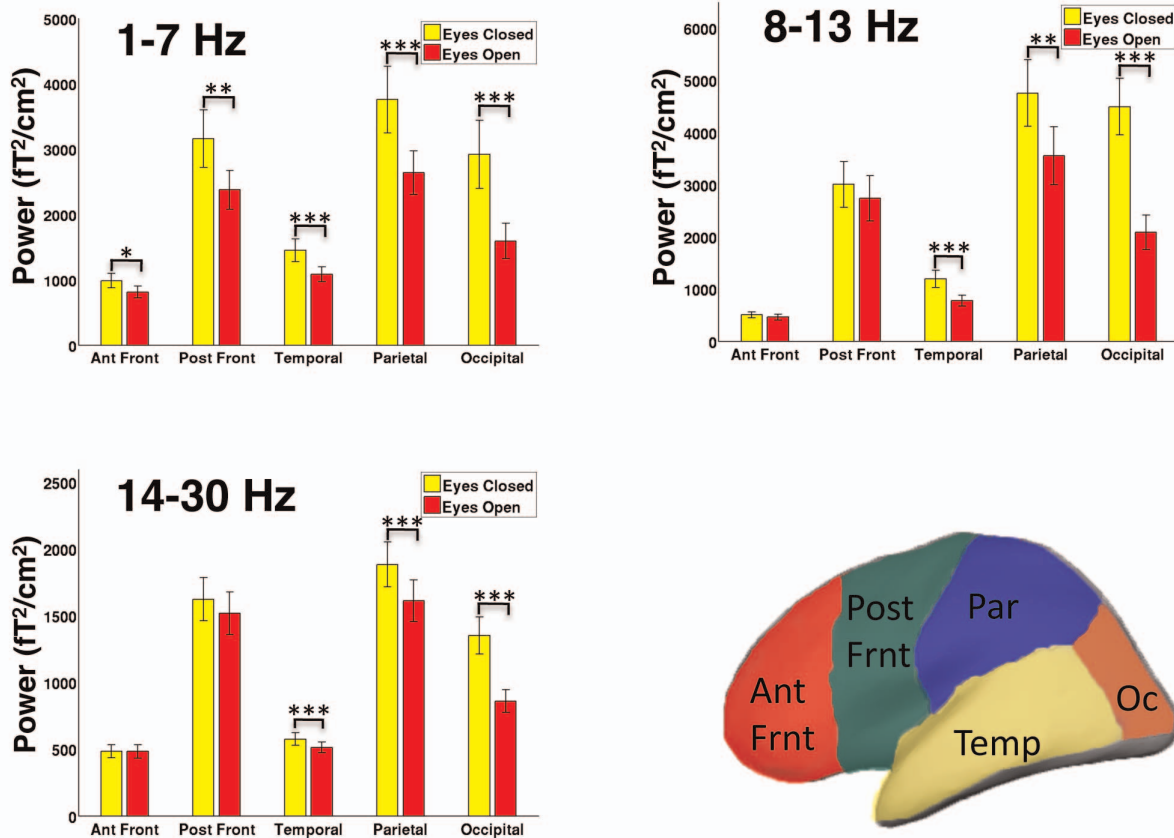 1-7 Hz
Eyes Closed
Eyes Open
Power (fT²/cm²)
5000
4000
3000
2000
1000
0
*
**
***
***
***
Ant Front Post Front Temporal Parietal Occipital
8-13 Hz
Eyes Closed
Eyes Open
Power (fT²/cm²)
6000
5000
4000
3000
2000
1000
0
***
**
***
Ant Front Post Front Temporal Parietal Occipital
14-30 Hz
Eyes Closed
Eyes Open
Power (fT²/cm²)
2500
2000
1500
1000
500
0
***
***
***
Ant Front Post Front Temporal Parietal Occipital
Ant
Frnt
Post
Frnt
Par
Temp
Oc